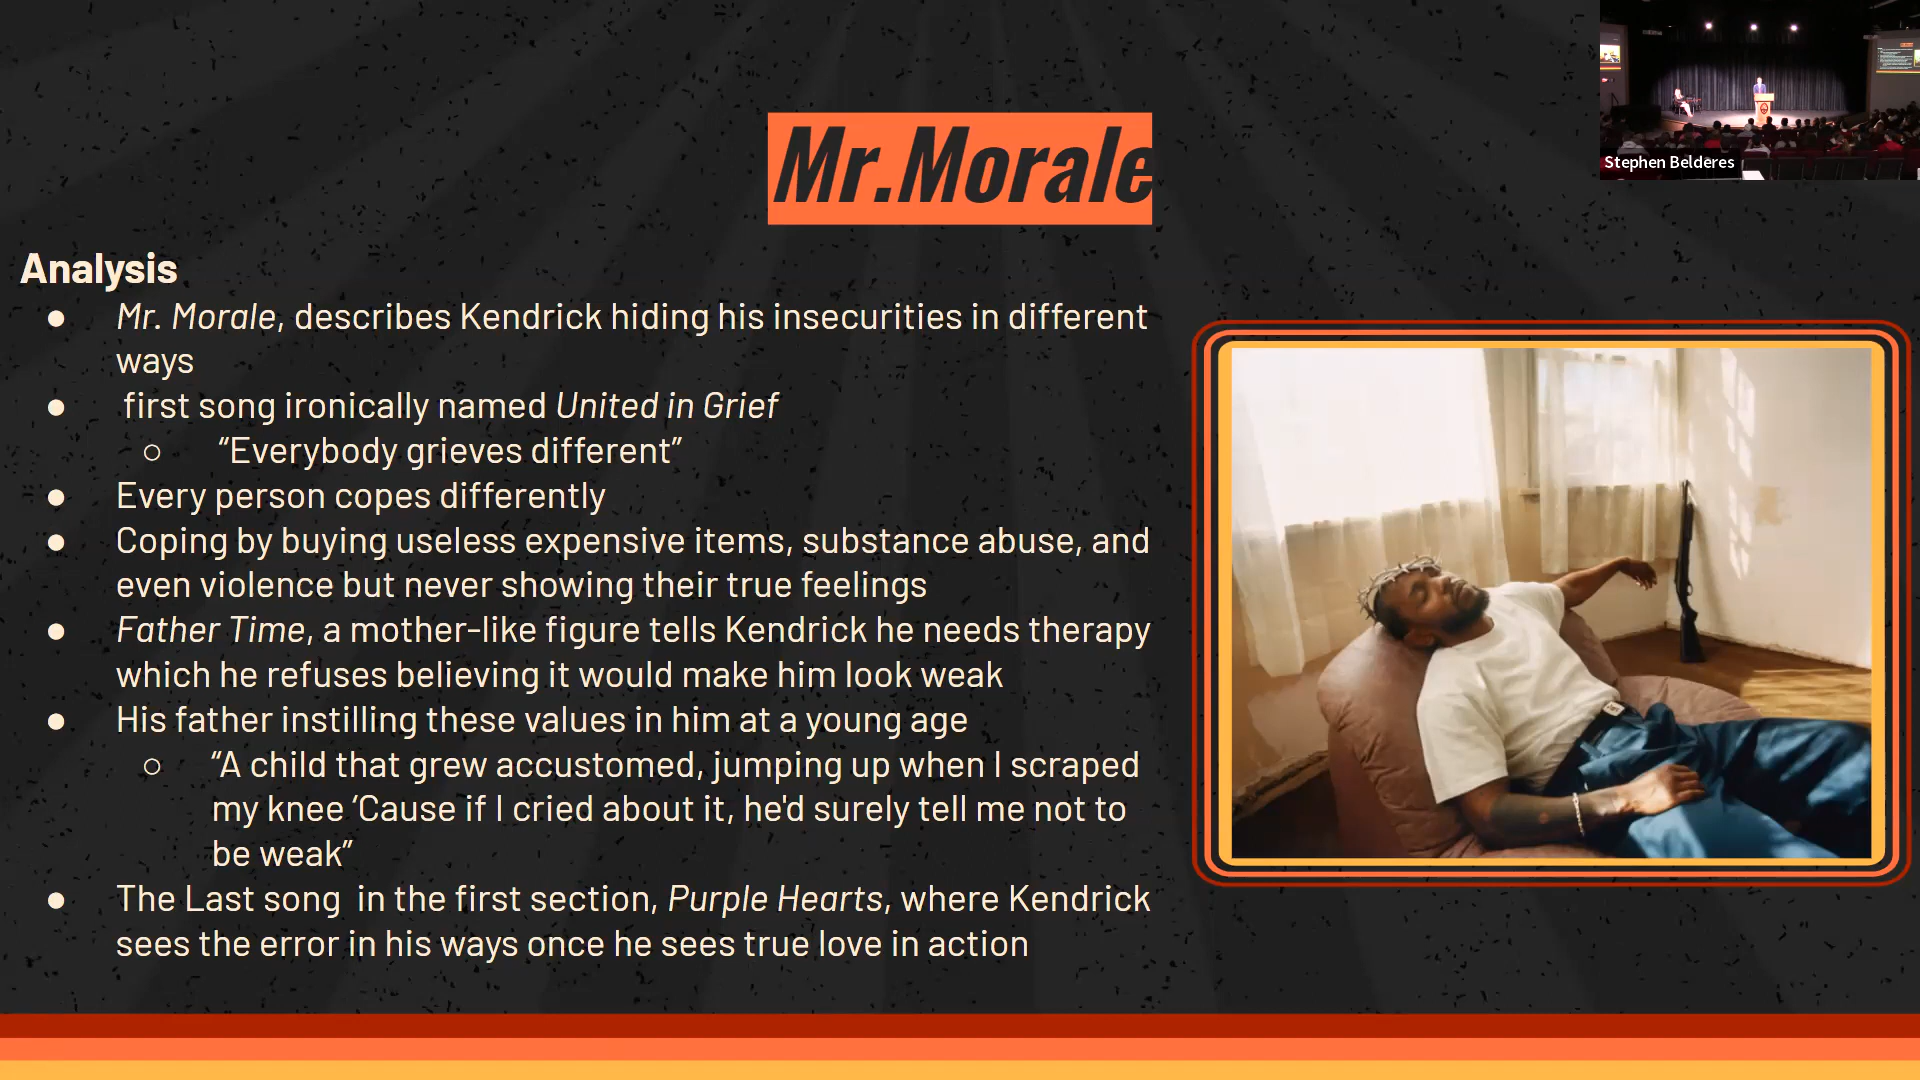 Mr.Morale
Stephen Belderes
Analysis
● Mr. Morale, describes Kendrick hiding his insecurities in different
ways
● first song ironically named United in Grief
○ “Everybody grieves different”
● Every person copes differently
● Coping by buying useless expensive items, substance abuse, and
even violence but never showing their true feelings
● Father Time, a mother-like figure tells Kendrick he needs therapy
which he refuses believing it would make him look weak
● His father instilling these values in him at a young age
○ “A child that grew accustomed, jumping up when I scraped
my knee ‘Cause if I cried about it, he'd surely tell me not to
be weak”
● The Last song  in the first section, Purple Hearts, where Kendrick
sees the error in his ways once he sees true love in action